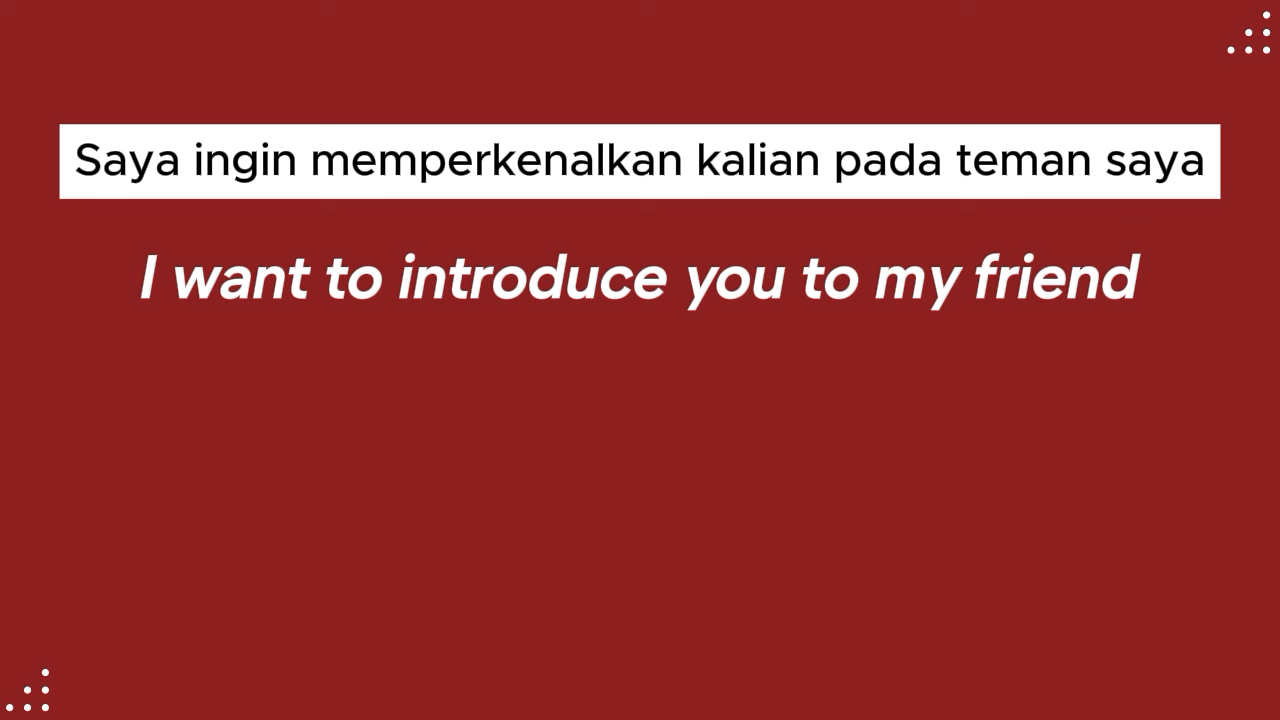 Saya ingin memperkenalkan kalian pada teman saya
I want to introduce you to my friend